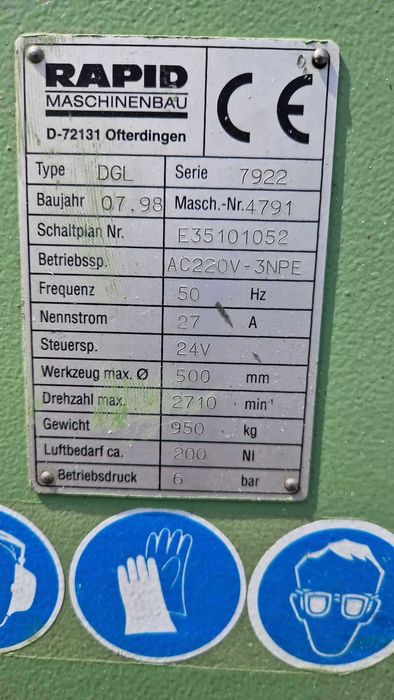 RAPID
MASCHINENBAU
D-72131 Ofterdingen
CE
Type DGL Serie 7922
Baujahr 07.98 Masch.-Nr. 4791
Schaltplan Nr. E35101052
Betriebssp. AC220V-3NPE
Frequenz 50 Hz
Nennstrom 27 A
Steuersp. 24V
Werkzeug max. Ø 500 mm
Drehzahl max. 2710 min⁻¹
Gewicht 950 kg
Luftbedarf ca. 200 Nl
Betriebsdruck 6 bar